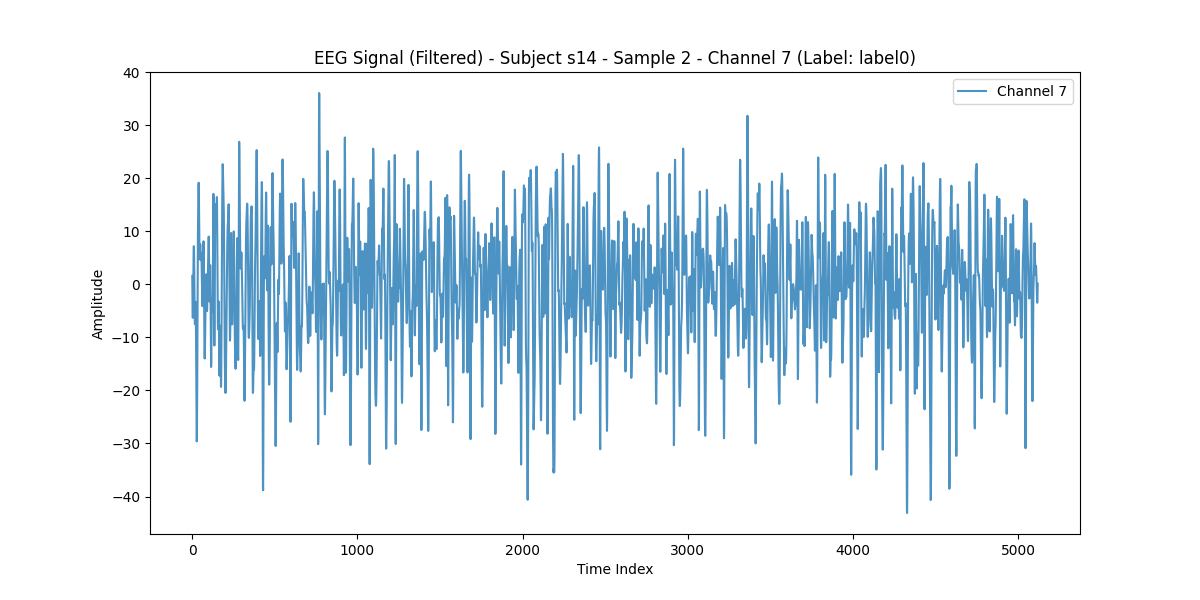 EEG Signal (Filtered) - Subject s14 - Sample 2 - Channel 7 (Label: label0)
Channel 7
40
30
20
10
0
−10
−20
−30
−40
Amplitude
0 1000 2000 3000 4000 5000
Time Index